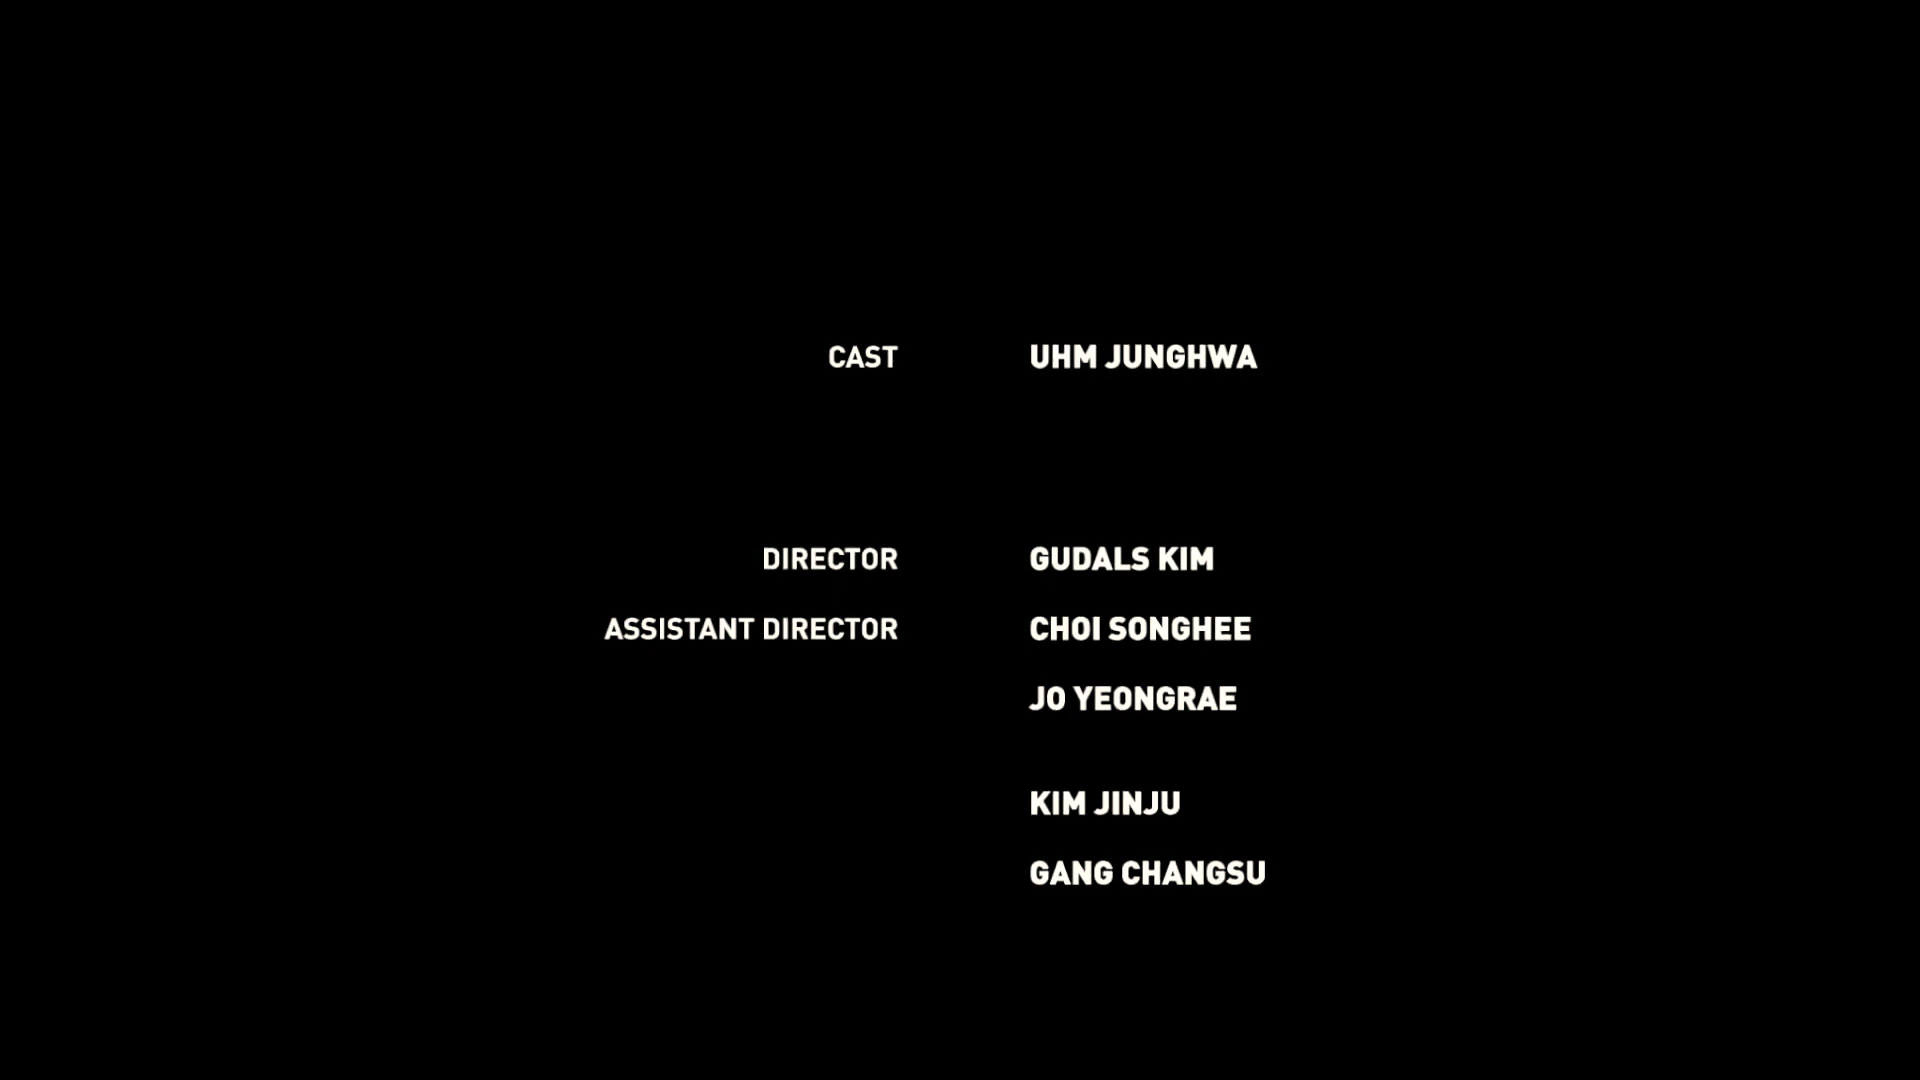 CAST UHM JUNGHWA
DIRECTOR GUDALS KIM
ASSISTANT DIRECTOR CHOI SONGHEE
JO YEONGRAE
KIM JINJU
GANG CHANGSU